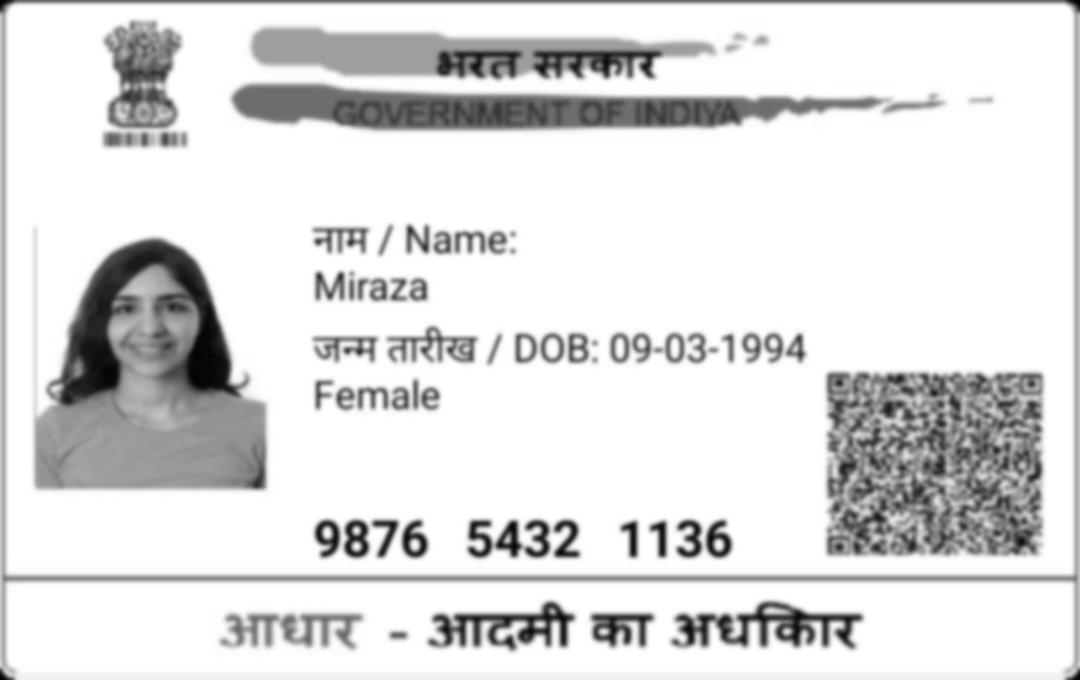 भरत सरकार
GOVERNMENT OF INDIYA
नाम / Name:
Miraza
जन्म तारीख / DOB: 09-03-1994
Female
9876 5432 1136
आधार - आदमी का अधकिार